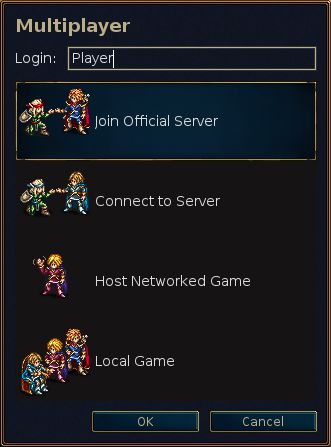 Multiplayer
Login: Player
Join Official Server
Connect to Server
Host Networked Game
Local Game
OK Cancel